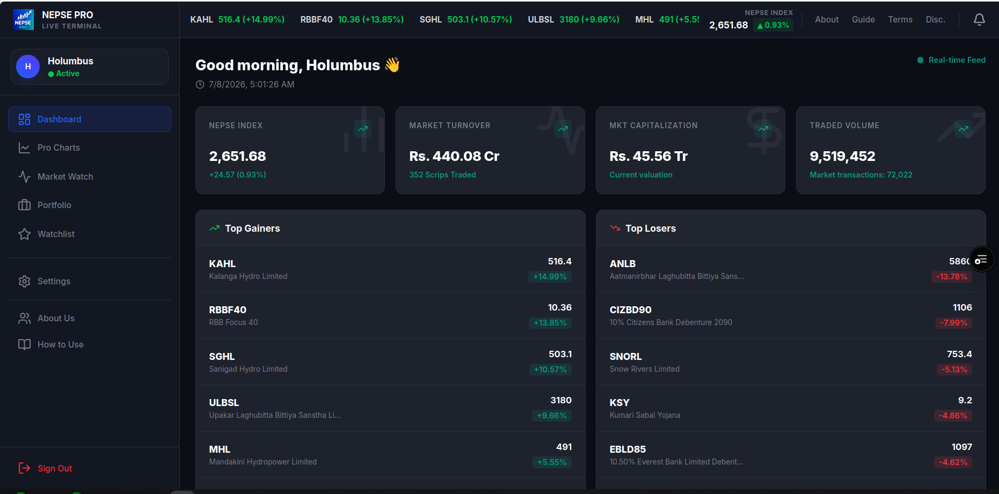 NEPSE PRO
LIVE TERMINAL
NEPSE
PRO
KAHL 516.4 (+14.99%) RBBF40 10.36 (+13.85%) SGHL 503.1 (+10.57%) ULBSL 3180 (+9.66%) MHL 491 (+5.55
NEPSE INDEX
2,651.68 ▲ 0.93%
About Guide Terms Disc.
H
Holumbus
Active
Dashboard
Pro Charts
Market Watch
Portfolio
Watchlist
Settings
About Us
How to Use
Sign Out
Good morning, Holumbus 👋
7/8/2026, 5:01:26 AM
Real-time Feed
NEPSE INDEX
2,651.68
+24.57 (0.93%)
MARKET TURNOVER
Rs. 440.08 Cr
352 Scrips Traded
MKT CAPITALIZATION
Rs. 45.56 Tr
Current valuation
TRADED VOLUME
9,519,452
Market transactions: 72,022
Top Gainers
KAHL 516.4
Kalanga Hydro Limited +14.99%
RBBF40 10.36
RBB Focus 40 +13.85%
SGHL 503.1
Sanigad Hydro Limited +10.57%
ULBSL 3180
Upakar Laghubitta Bittiya Sanstha Li... +9.66%
MHL 491
Mandakini Hydropower Limited +5.55%
Top Losers
ANLB 5860
Aatmanirbhar Laghubitta Bittiya Sans... -13.78%
CIZBD90 1106
10% Citizens Bank Debenture 2090 -7.99%
SNORL 753.4
Snow Rivers Limited -5.13%
KSY 9.2
Kumari Sabal Yojana -4.86%
EBLD85 1097
10.50% Everest Bank Limited Debent... -4.62%